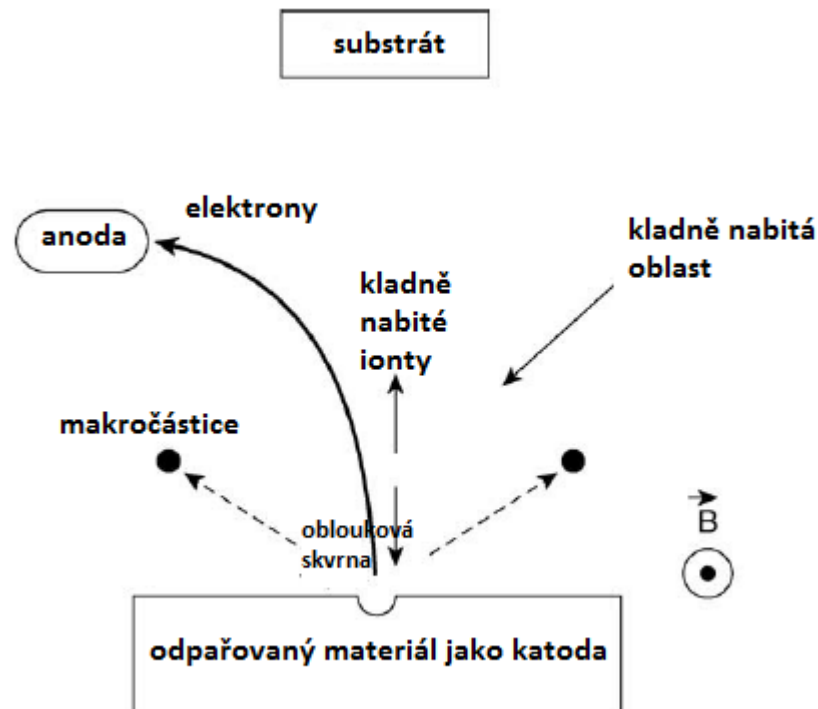 substrát
elektrony
anoda
kladně nabitá
oblast
kladně
nabité
ionty
makročástice
B
oblouková
skvrna
odpařovaný materiál jako katoda